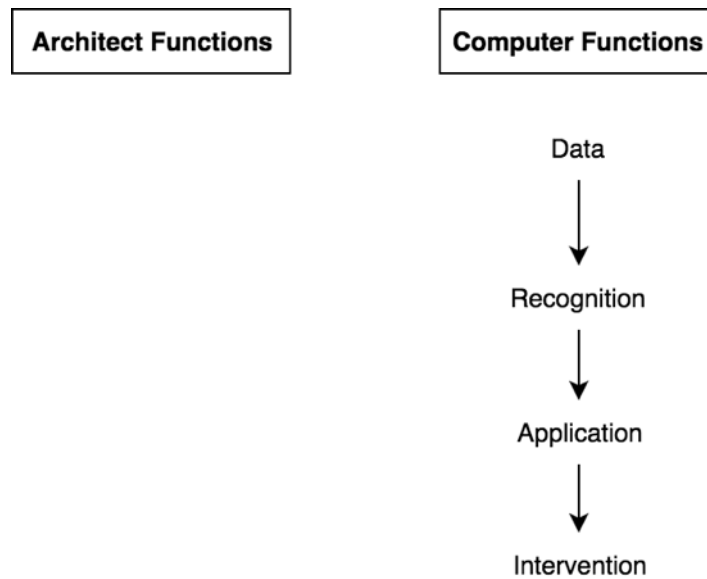 Architect Functions
Computer Functions
Data
Recognition
Application
Intervention